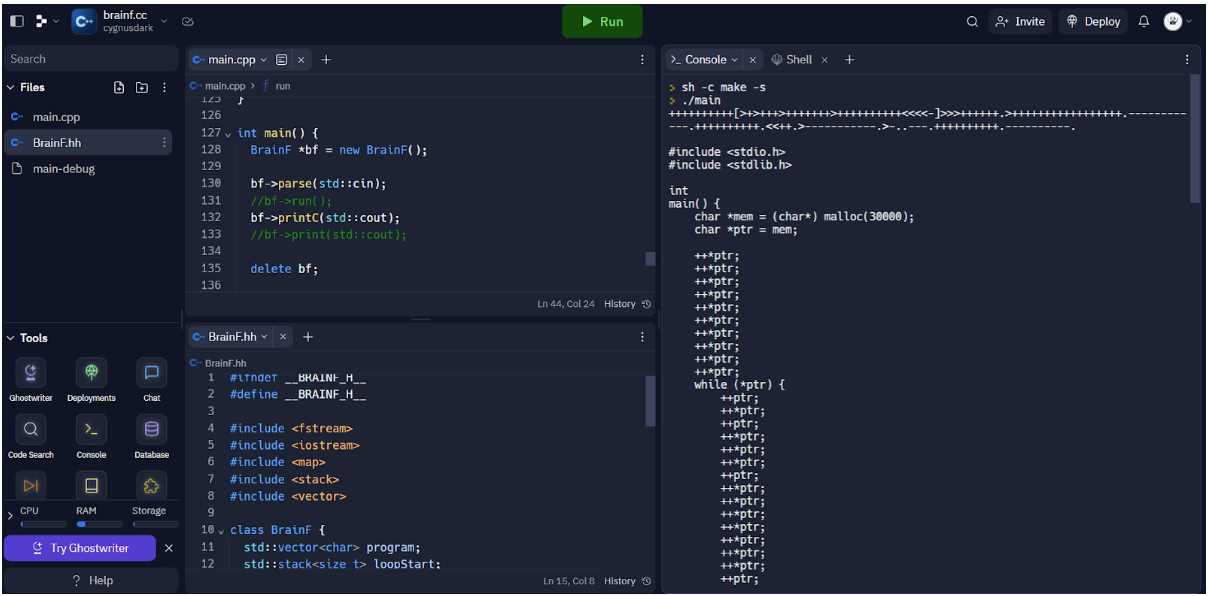 brainf.cc
cygnusdark
Run
Invite
Deploy
Search
Files
main.cpp
BrainF.hh
main-debug
Tools
Ghostwriter
Deployments
Chat
Code Search
Console
Database
CPU
RAM
Storage
Try Ghostwriter
Help
main.cpp
main.cpp > run
125 }
126
127 int main() {
128 BrainF *bf = new BrainF();
129
130 bf->parse(std::cin);
131 //bf->run();
132 bf->printC(std::cout);
133 //bf->print(std::cout);
134
135 delete bf;
136
Ln 44, Col 24 History
BrainF.hh
BrainF.hh
1 #ifndef __BRAINF_H__
2 #define __BRAINF_H__
3
4 #include <fstream>
5 #include <iostream>
6 #include <map>
7 #include <stack>
8 #include <vector>
9
10 class BrainF {
11 std::vector<char> program;
12 std::stack<size_t> loopStart;
Ln 15, Col 8 History
Console
Shell
> sh -c make -s
> ./main
++++++++++[>+>+++>+++++++>++++++++++<<<<-]>>>++++++.>+++++++++++++++++.---------
---.++++++++++.<<++.>-----------.>-..---.++++++++++.----------.
#include <stdio.h>
#include <stdlib.h>
int
main() {
char *mem = (char*) malloc(30000);
char *ptr = mem;
++*ptr;
++*ptr;
++*ptr;
++*ptr;
++*ptr;
++*ptr;
++*ptr;
++*ptr;
++*ptr;
++*ptr;
while (*ptr) {
++ptr;
++*ptr;
++ptr;
++*ptr;
++*ptr;
++*ptr;
++ptr;
++*ptr;
++*ptr;
++*ptr;
++*ptr;
++*ptr;
++*ptr;
++*ptr;
++ptr;